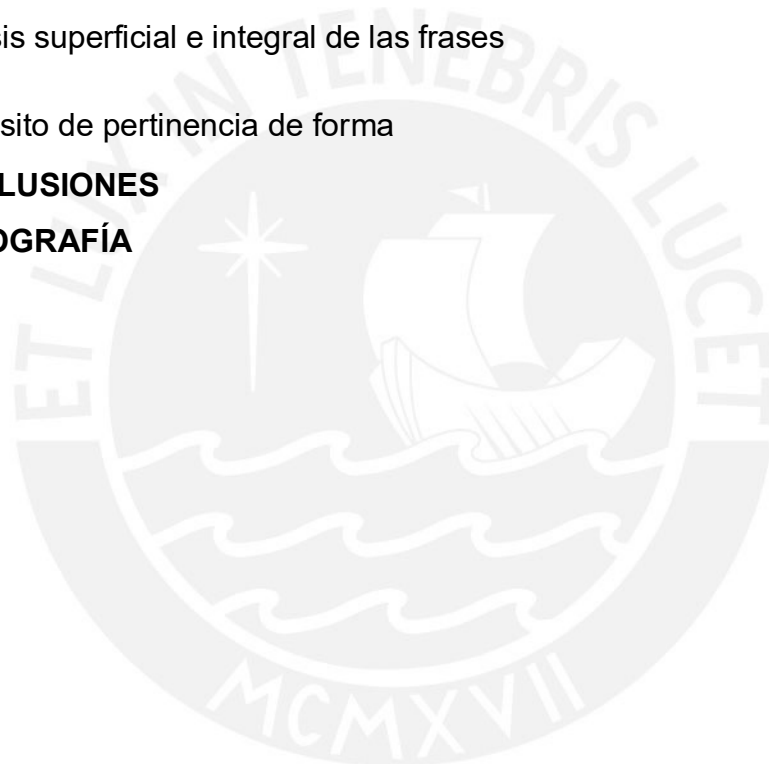 sis superficial e integral de las frases
sito de pertinencia de forma
LUSIONES
OGRAFÍA
ET LUX IN TENEBRIS LUCET
MCMXVII